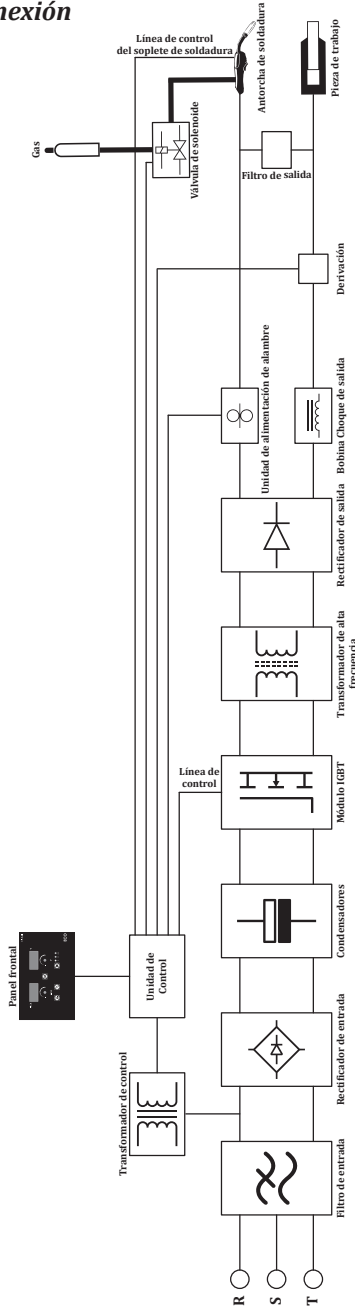 nexión
Línea de control
del soplete de soldadura
Antorcha de soldadura
Pieza de trabajo
Gas
Válvula de solenoide
Filtro de salida
Derivación
Unidad de alimentación de alambre
Bobina Choque de salida
Rectificador de salida
Transformador de alta
frecuencia
Línea de
control
Módulo IGBT
Panel frontal
Unidad de
Control
Condensadores
Transformador de control
Rectificador de entrada
Filtro de entrada
R
S
T